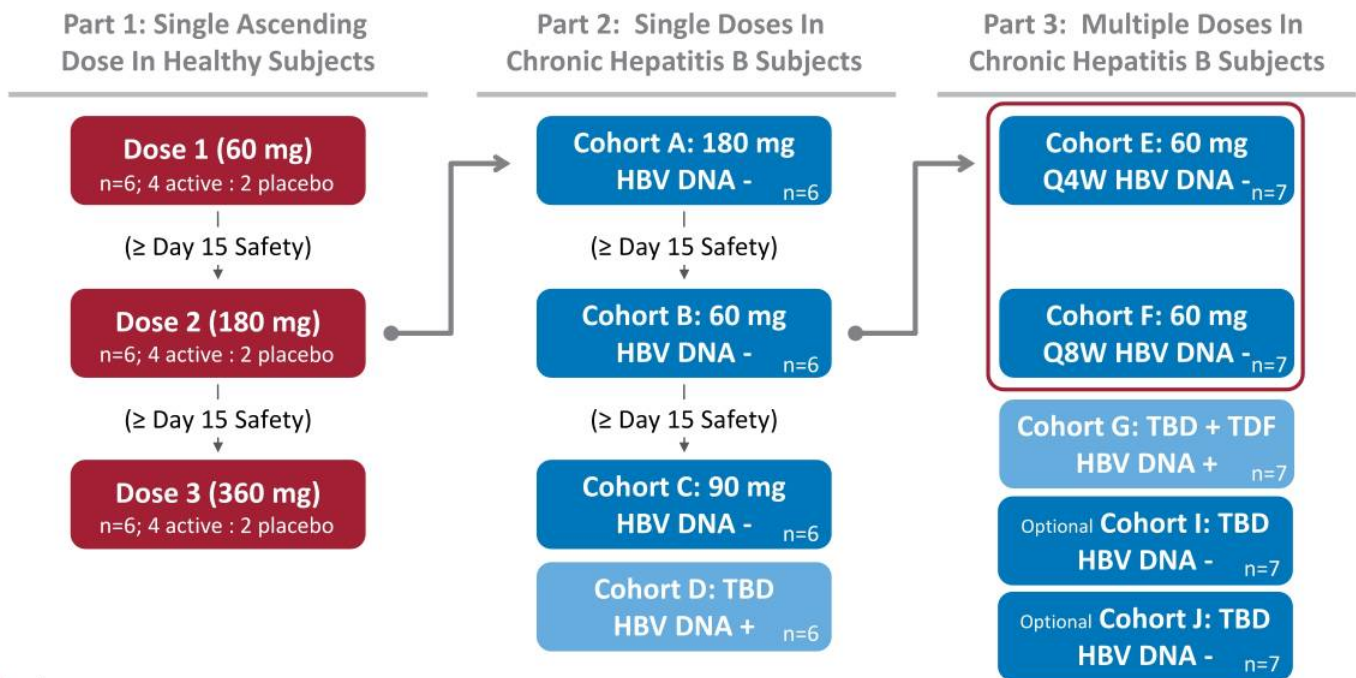 Part 1: Single Ascending
Dose In Healthy Subjects
Dose 1 (60 mg)
n=6; 4 active : 2 placebo
(≥ Day 15 Safety)
Dose 2 (180 mg)
n=6; 4 active : 2 placebo
(≥ Day 15 Safety)
Dose 3 (360 mg)
n=6; 4 active : 2 placebo
Part 2: Single Doses In
Chronic Hepatitis B Subjects
Cohort A: 180 mg
HBV DNA - n=6
(≥ Day 15 Safety)
Cohort B: 60 mg
HBV DNA - n=6
(≥ Day 15 Safety)
Cohort C: 90 mg
HBV DNA - n=6
Cohort D: TBD
HBV DNA + n=6
Part 3: Multiple Doses In
Chronic Hepatitis B Subjects
Cohort E: 60 mg
Q4W HBV DNA - n=7
Cohort F: 60 mg
Q8W HBV DNA - n=7
Cohort G: TBD + TDF
HBV DNA + n=7
Optional Cohort I: TBD
HBV DNA - n=7
Optional Cohort J: TBD
HBV DNA - n=7